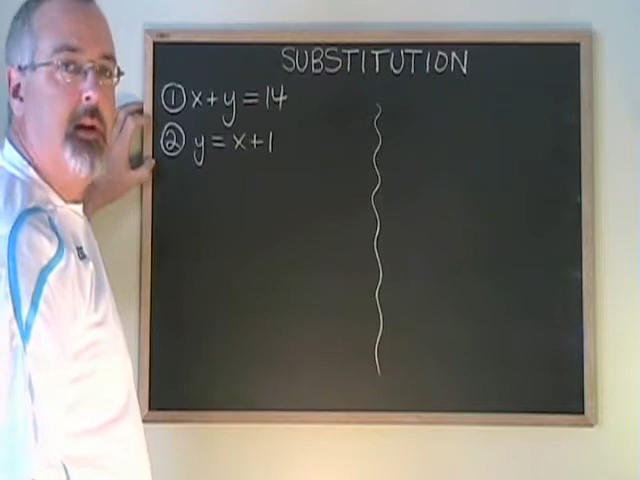 SUBSTITUTION
① x + y = 14
② y = x + 1